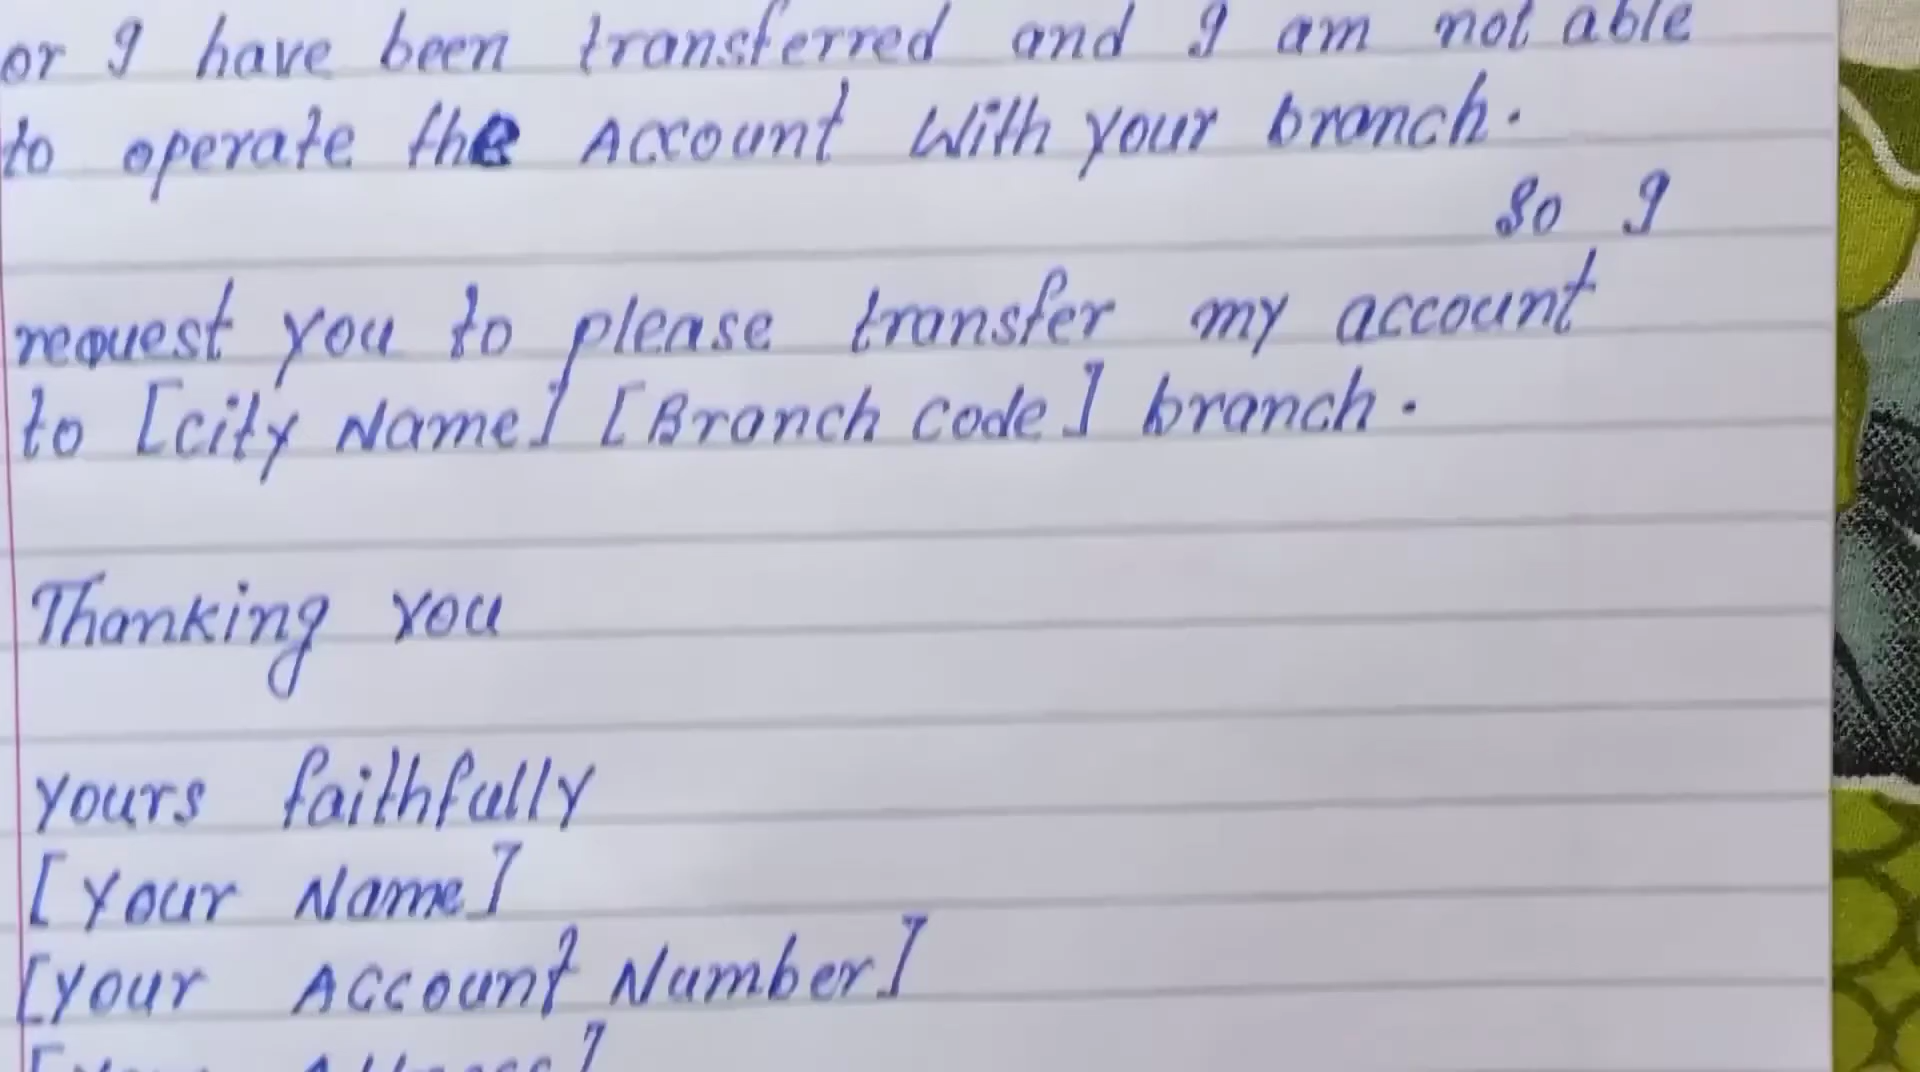 or I have been transferred and I am not able
to operate the Account With your branch.
So I
request you to please transfer my account
to [city Name] [Branch code] branch.
Thanking you
yours faithfully
[Your Name]
[your Account Number]